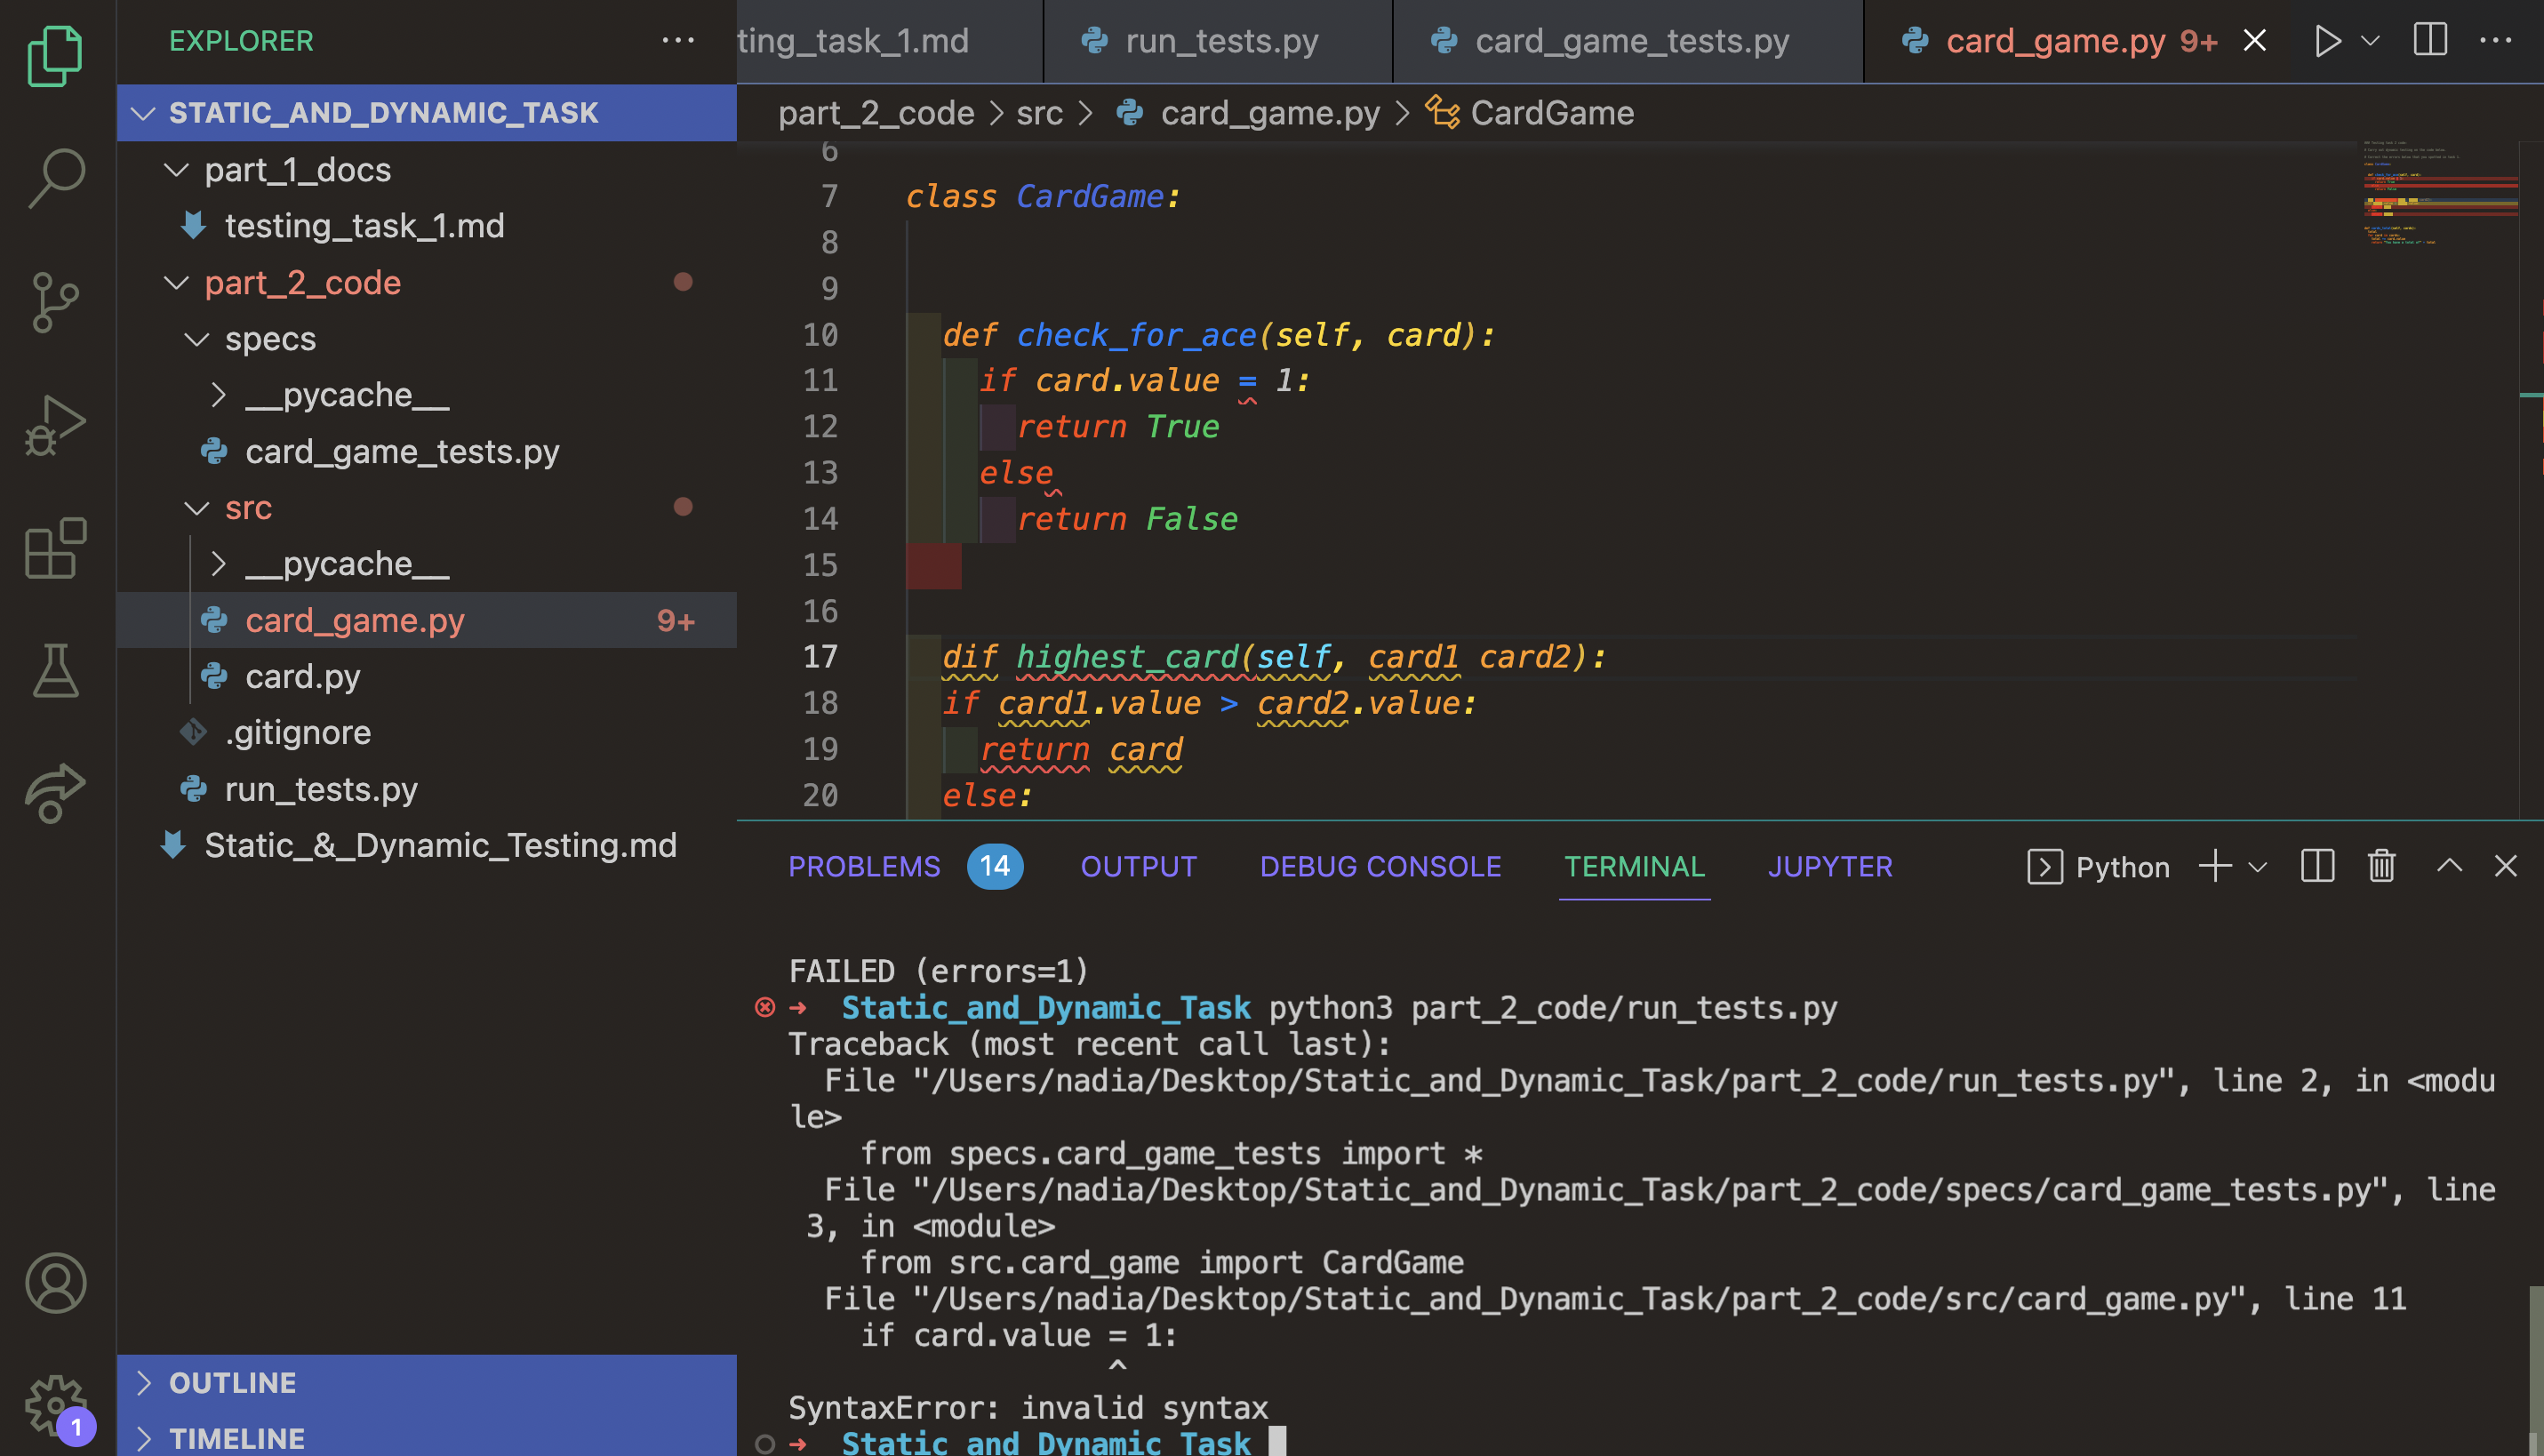 EXPLORER
STATIC_AND_DYNAMIC_TASK
part_1_docs
testing_task_1.md
part_2_code
specs
__pycache__
card_game_tests.py
src
__pycache__
card_game.py 9+
card.py
.gitignore
run_tests.py
Static_&_Dynamic_Testing.md
OUTLINE
TIMELINE
1
ting_task_1.md run_tests.py card_game_tests.py card_game.py 9+
part_2_code > src > card_game.py > CardGame
6
7 class CardGame:
8
9
10 def check_for_ace(self, card):
11 if card.value = 1:
12 return True
13 else
14 return False
15
16
17 dif highest_card(self, card1 card2):
18 if card1.value > card2.value:
19 return card
20 else:
PROBLEMS 14 OUTPUT DEBUG CONSOLE TERMINAL JUPYTER Python
FAILED (errors=1)
Static_and_Dynamic_Task python3 part_2_code/run_tests.py
Traceback (most recent call last):
File "/Users/nadia/Desktop/Static_and_Dynamic_Task/part_2_code/run_tests.py", line 2, in <modu
le>
from specs.card_game_tests import *
File "/Users/nadia/Desktop/Static_and_Dynamic_Task/part_2_code/specs/card_game_tests.py", line
3, in <module>
from src.card_game import CardGame
File "/Users/nadia/Desktop/Static_and_Dynamic_Task/part_2_code/src/card_game.py", line 11
if card.value = 1:
^
SyntaxError: invalid syntax
Static_and_Dynamic_Task